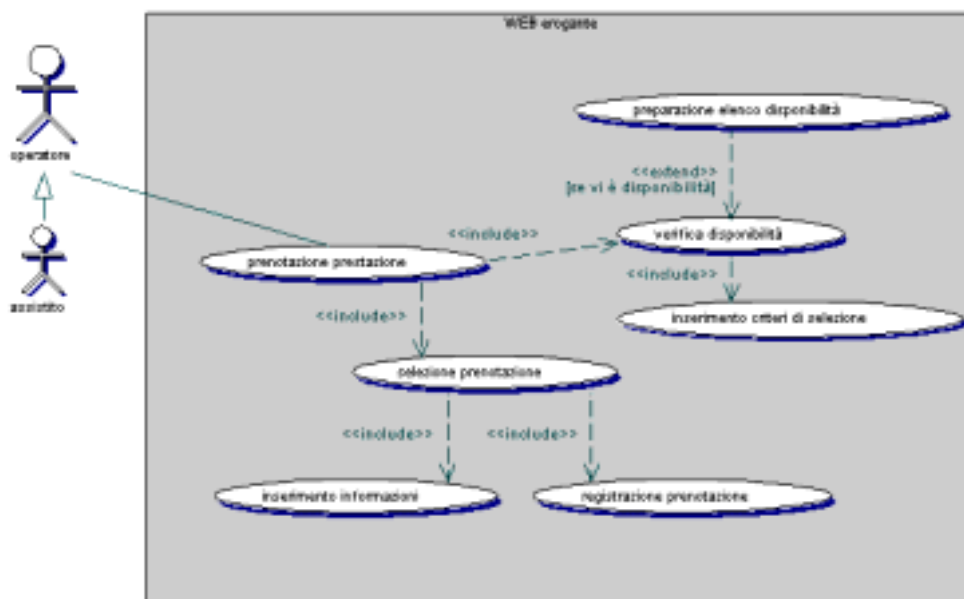 WEB erogante
preparazione elenco disponibilità
operatore
<<extend>>
[se vi è disponibilità]
<<include>>
verifica disponibilità
prenotazione prestazione
<<include>>
assistito
<<include>>
inserimento criteri di selezione
selezione prenotazione
<<include>>
<<include>>
inserimento informazioni
registrazione prenotazione